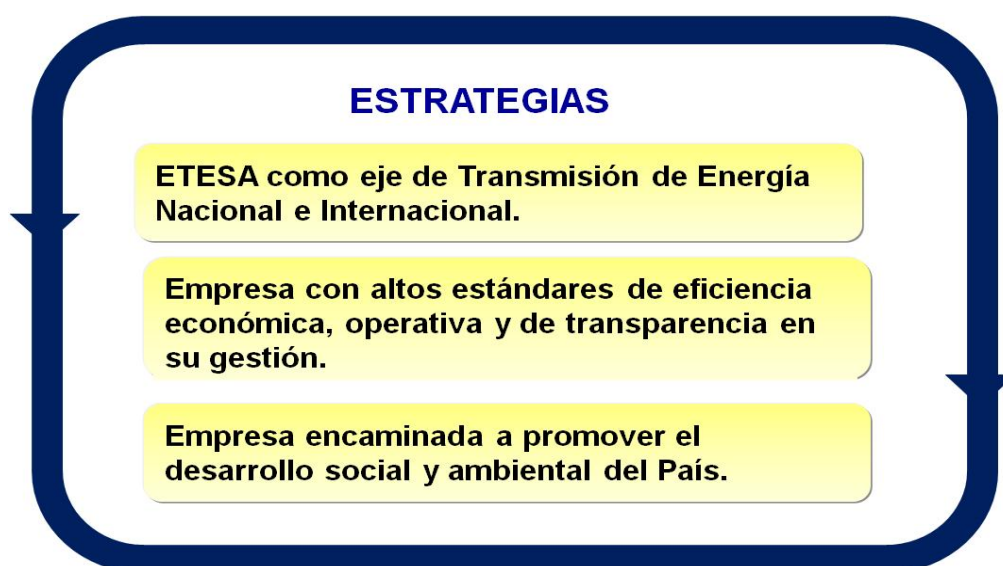 ESTRATEGIAS
ETESA como eje de Transmisión de Energía
Nacional e Internacional.
Empresa con altos estándares de eficiencia
económica, operativa y de transparencia en
su gestión.
Empresa encaminada a promover el
desarrollo social y ambiental del País.